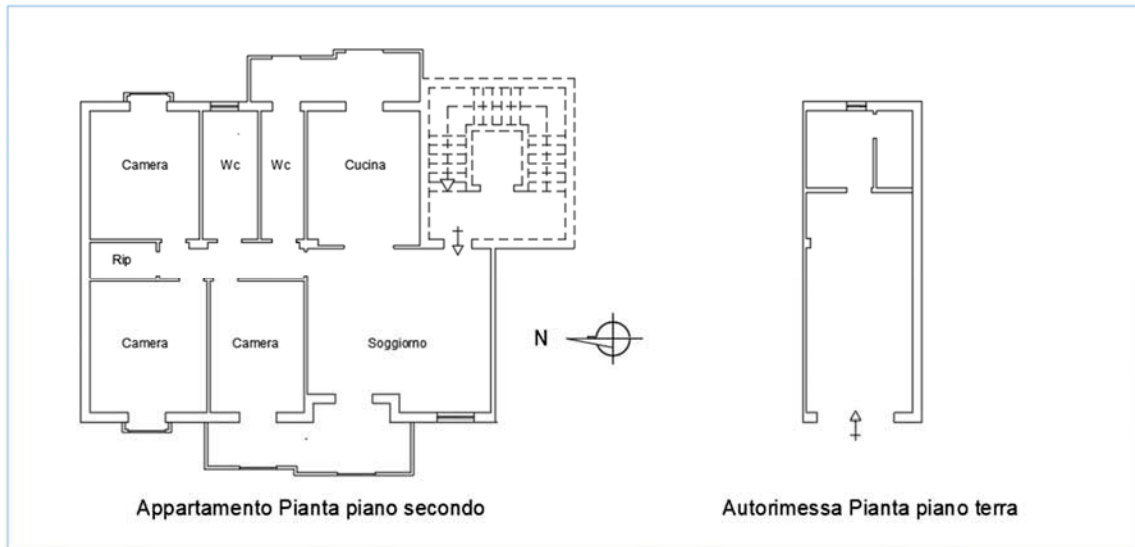 Camera
Wc
Wc
Cucina
Rip
Camera
Camera
Soggiorno
N
Appartamento Pianta piano secondo
Autorimessa Pianta piano terra